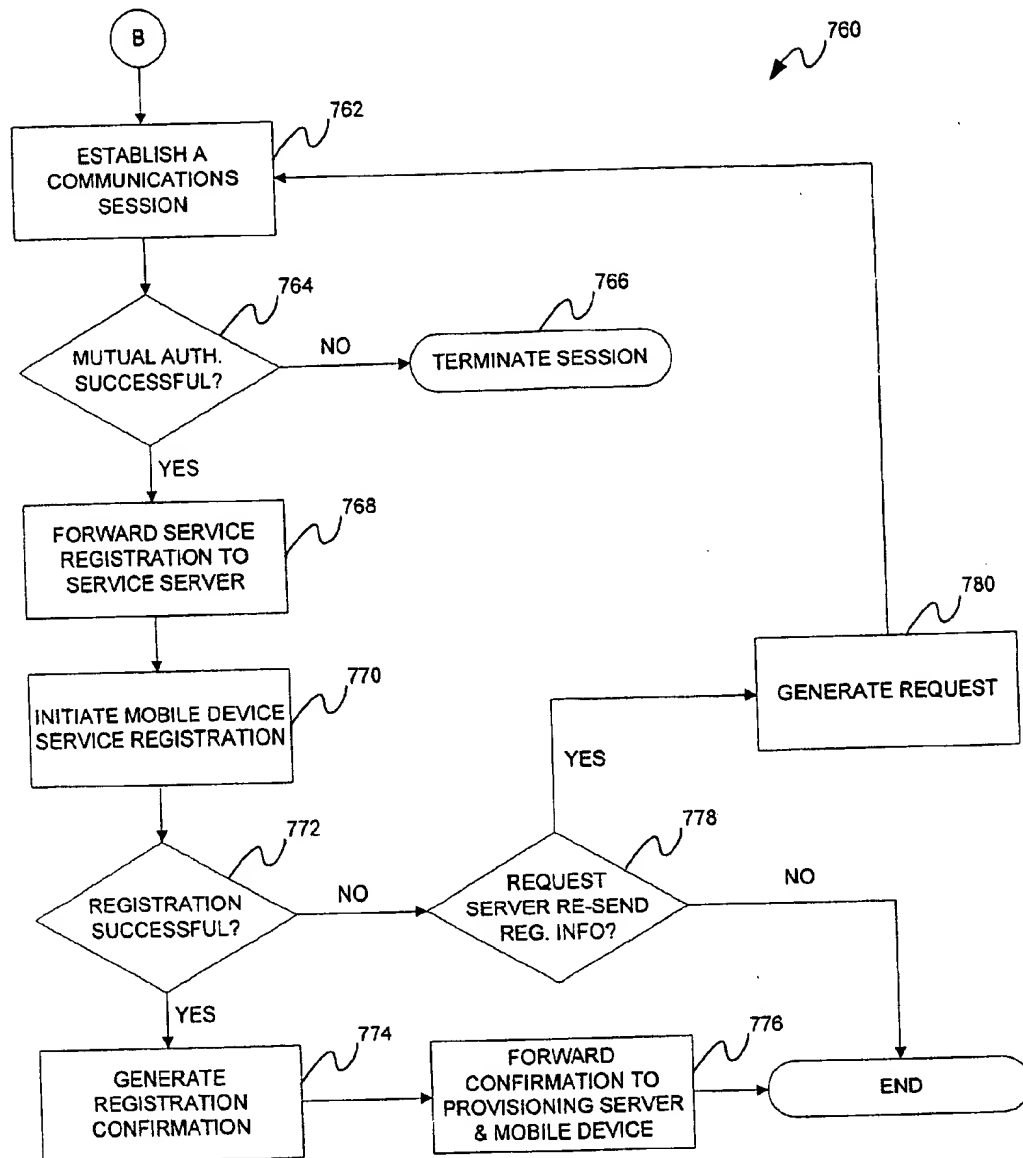 B
760
762
ESTABLISH A
COMMUNICATIONS
SESSION
764
766
MUTUAL AUTH.
SUCCESSFUL?
NO
TERMINATE SESSION
YES
768
FORWARD SERVICE
REGISTRATION TO
SERVICE SERVER
780
GENERATE REQUEST
770
INITIATE MOBILE DEVICE
SERVICE REGISTRATION
YES
772
778
REGISTRATION
SUCCESSFUL?
NO
REQUEST
SERVER RE-SEND
REG. INFO?
NO
YES
774
776
GENERATE
REGISTRATION
CONFIRMATION
FORWARD
CONFIRMATION TO
PROVISIONING SERVER
& MOBILE DEVICE
END